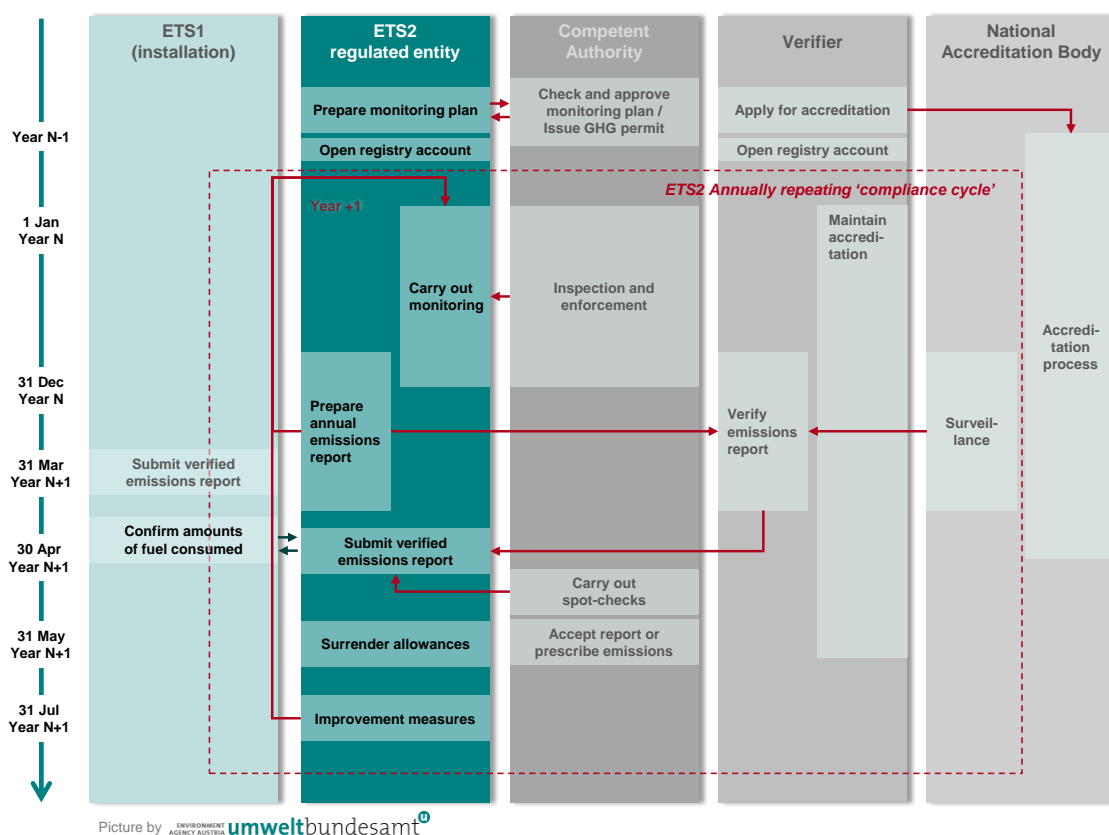 ETS1
(installation)
ETS2
regulated entity
Competent
Authority
Verifier
National
Accreditation Body
Year N-1
Prepare monitoring plan
Check and approve
monitoring plan /
Issue GHG permit
Apply for accreditation
Open registry account
Open registry account
ETS2 Annually repeating ‘compliance cycle’
Year +1
1 Jan
Year N
Maintain
accredi-
tation
Carry out
monitoring
Inspection and
enforcement
Accredi-
tation
process
31 Dec
Year N
Prepare
annual
emissions
report
Verify
emissions
report
Surveil-
lance
31 Mar
Year N+1
Submit verified
emissions report
Confirm amounts
of fuel consumed
30 Apr
Year N+1
Submit verified
emissions report
Carry out
spot-checks
31 May
Year N+1
Surrender allowances
Accept report or
prescribe emissions
31 Jul
Year N+1
Improvement measures
Picture by
ENVIRONMENT
AGENCY AUSTRIA
umweltbundesamt
u